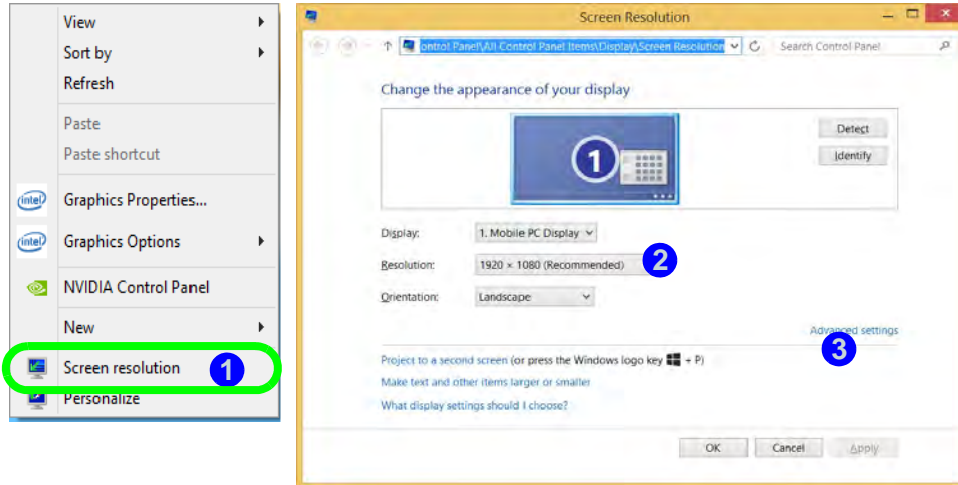 View
Sort by
Refresh
Paste
Paste shortcut
intel Graphics Properties...
intel Graphics Options
NVIDIA Control Panel
New
Screen resolution 1
Personalize
Screen Resolution
ontrol Panel\All Control Panel Items\Display\Screen Resolution Search Control Panel
Change the appearance of your display
1
Detect
Identify
Display: 1. Mobile PC Display
Resolution: 1920 × 1080 (Recommended) 2
Orientation: Landscape
Advanced settings
3
Project to a second screen (or press the Windows logo key + P)
Make text and other items larger or smaller
What display settings should I choose?
OK Cancel Apply